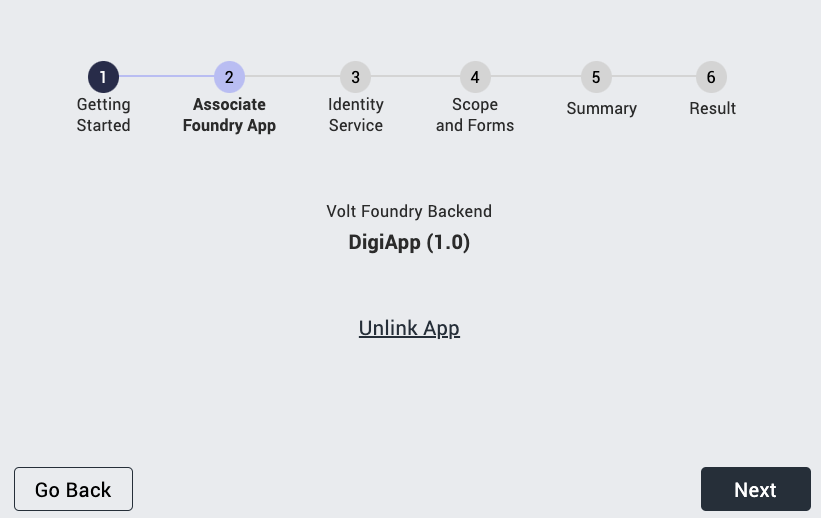 1
2
3
4
5
6
Getting
Started
Associate
Foundry App
Identity
Service
Scope
and Forms
Summary
Result
Volt Foundry Backend
DigiApp (1.0)
Unlink App
Go Back
Next